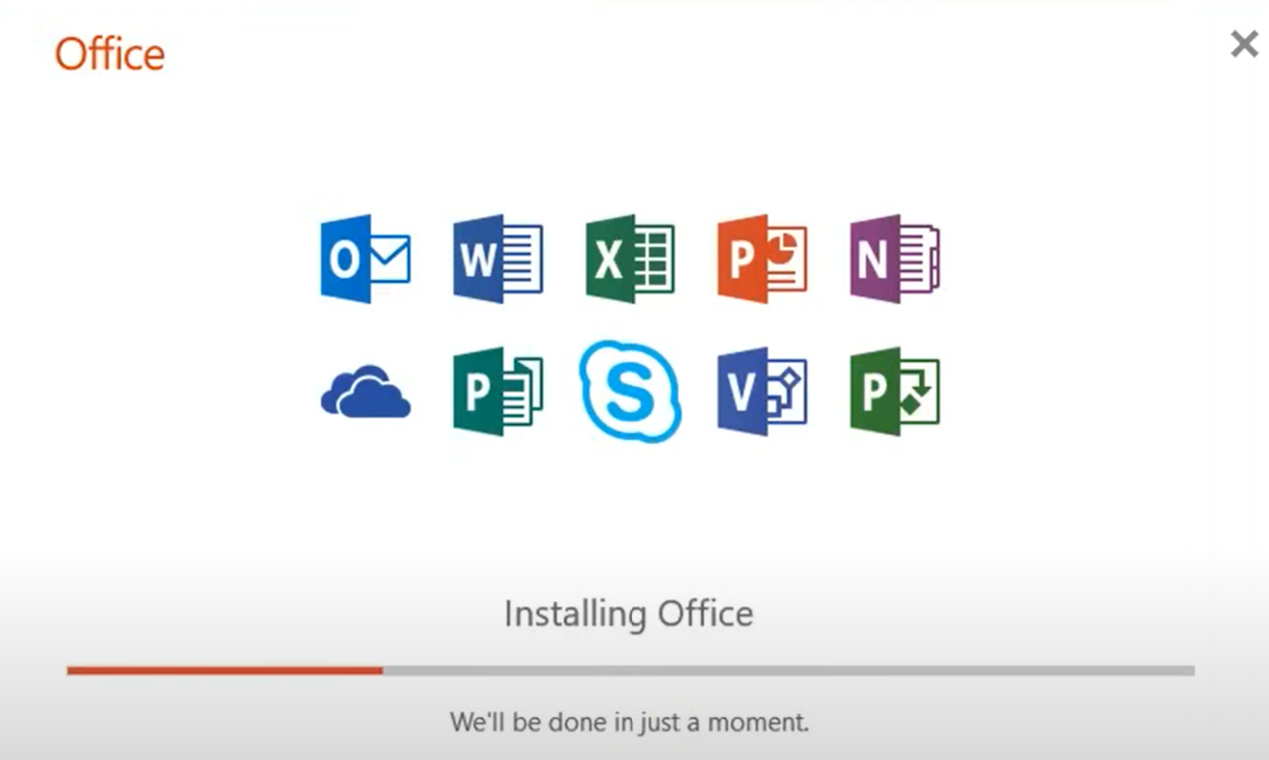 Office
O W X P N
P S V P
Installing Office
We'll be done in just a moment.